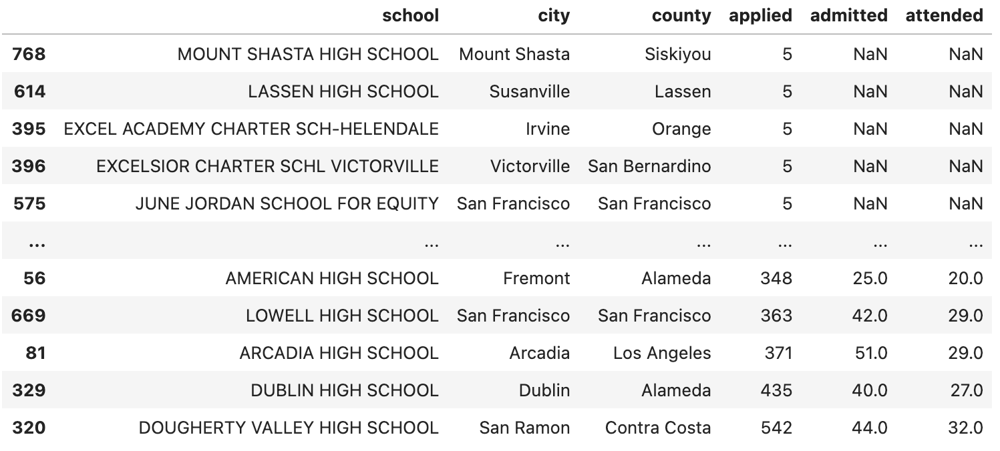 school city county applied admitted attended
768 MOUNT SHASTA HIGH SCHOOL Mount Shasta Siskiyou 5 NaN NaN
614 LASSEN HIGH SCHOOL Susanville Lassen 5 NaN NaN
395 EXCEL ACADEMY CHARTER SCH-HELENDALE Irvine Orange 5 NaN NaN
396 EXCELSIOR CHARTER SCHL VICTORVILLE Victorville San Bernardino 5 NaN NaN
575 JUNE JORDAN SCHOOL FOR EQUITY San Francisco San Francisco 5 NaN NaN
... ... ... ... ... ... ...
56 AMERICAN HIGH SCHOOL Fremont Alameda 348 25.0 20.0
669 LOWELL HIGH SCHOOL San Francisco San Francisco 363 42.0 29.0
81 ARCADIA HIGH SCHOOL Arcadia Los Angeles 371 51.0 29.0
329 DUBLIN HIGH SCHOOL Dublin Alameda 435 40.0 27.0
320 DOUGHERTY VALLEY HIGH SCHOOL San Ramon Contra Costa 542 44.0 32.0